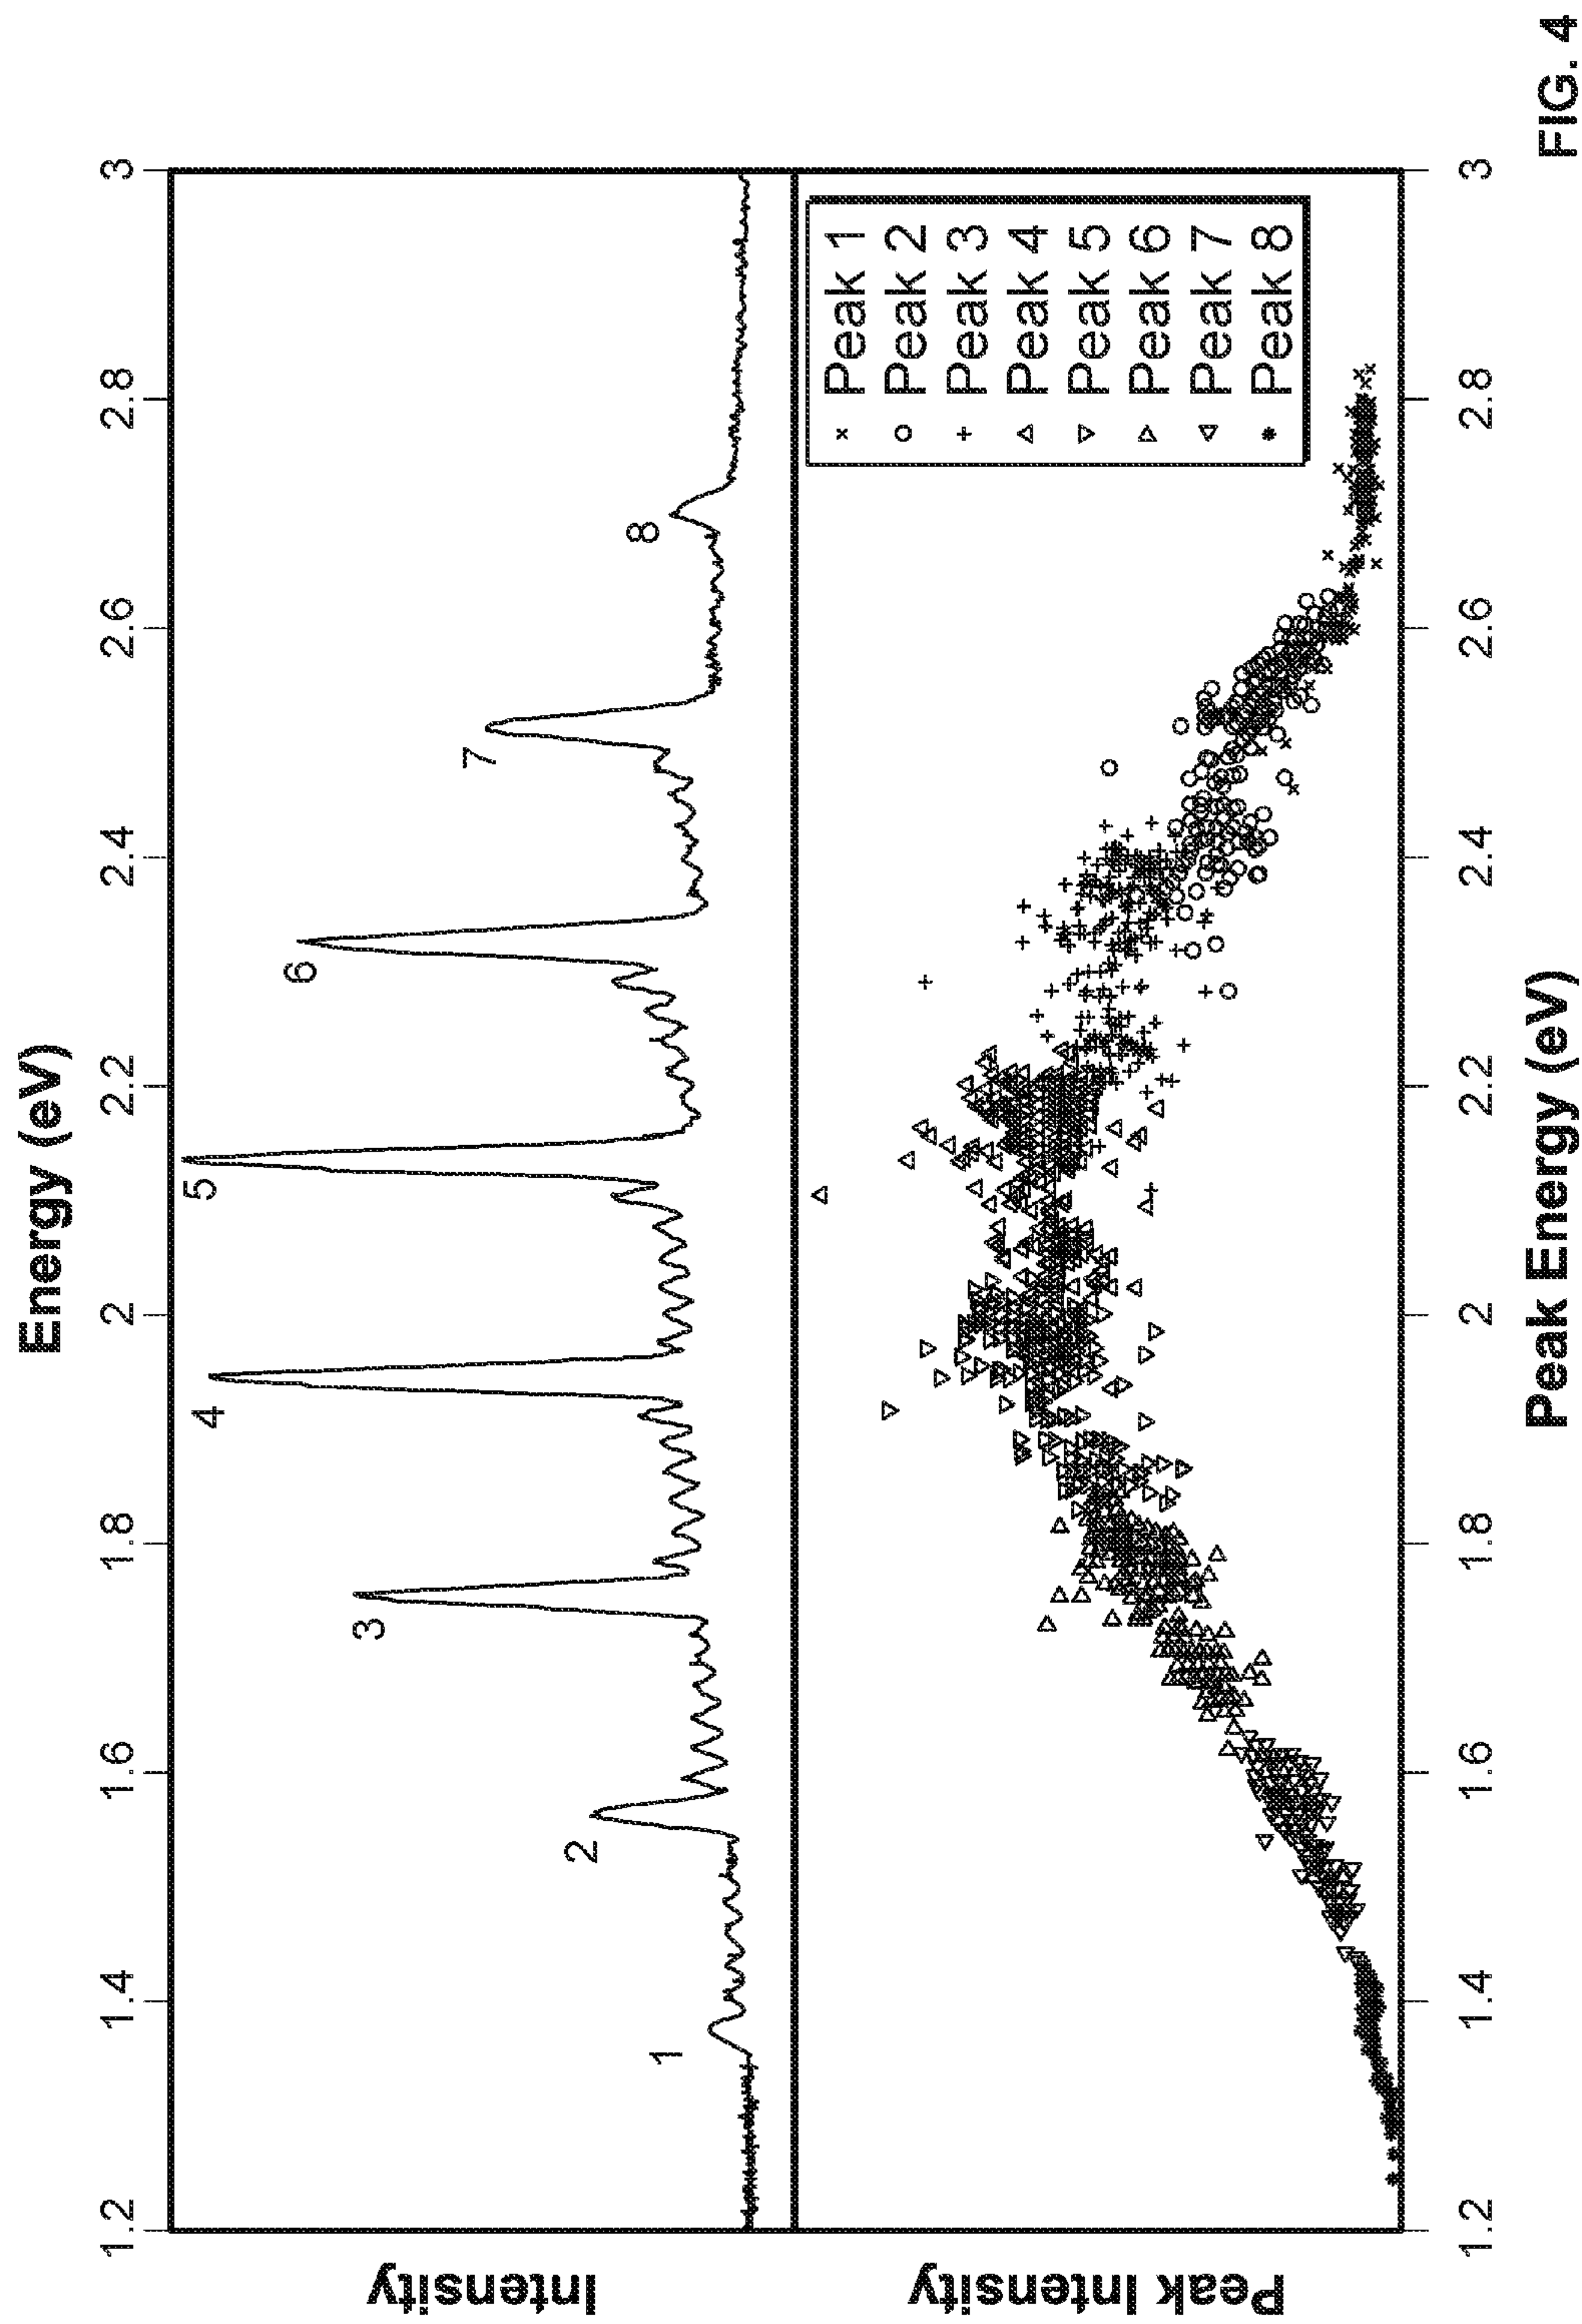 Energy (eV)
1.2 1.4 1.6 1.8 2 2.2 2.4 2.6 2.8 3
Intensity
1
2
3
4
5
6
7
8
Peak Intensity
Peak 1
Peak 2
Peak 3
Peak 4
Peak 5
Peak 6
Peak 7
Peak 8
1.2 1.4 1.6 1.8 2 2.2 2.4 2.6 2.8 3
Peak Energy (eV)
FIG. 4